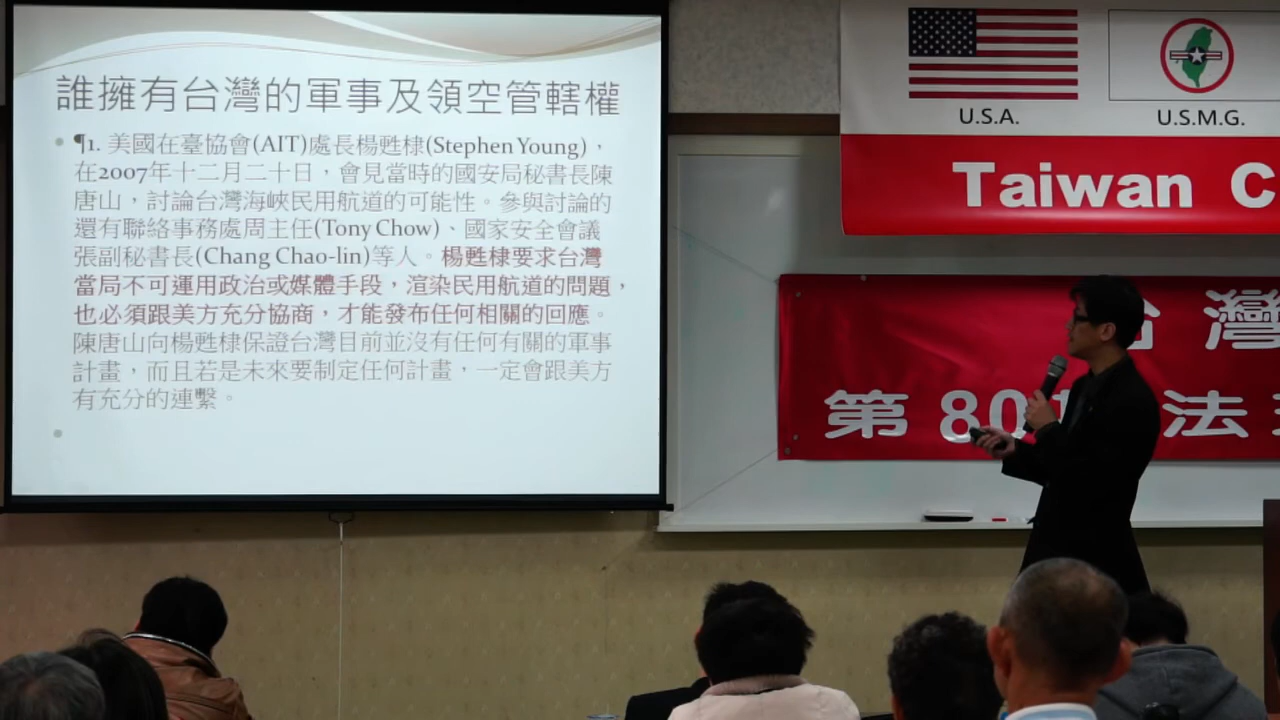 誰擁有台灣的軍事及領空管轄權
• ¶1. 美國在臺協會(AIT)處長楊甦棣(Stephen Young)，
在2007年十二月二十日，會見當時的國安局秘書長陳
唐山，討論台灣海峽民用航道的可能性。參與討論的
還有聯絡事務處周主任(Tony Chow)、國家安全會議
張副秘書長(Chang Chao-lin)等人。楊甦棣要求台灣
當局不可運用政治或媒體手段，渲染民用航道的問題，
也必須跟美方充分協商，才能發布任何相關的回應。
陳唐山向楊甦棣保證台灣目前並沒有任何有關的軍事
計畫，而且若是未來要制定任何計畫，一定會跟美方
有充分的連繫。
U.S.A.
U.S.M.G.
Taiwan C
台灣
第 80 法